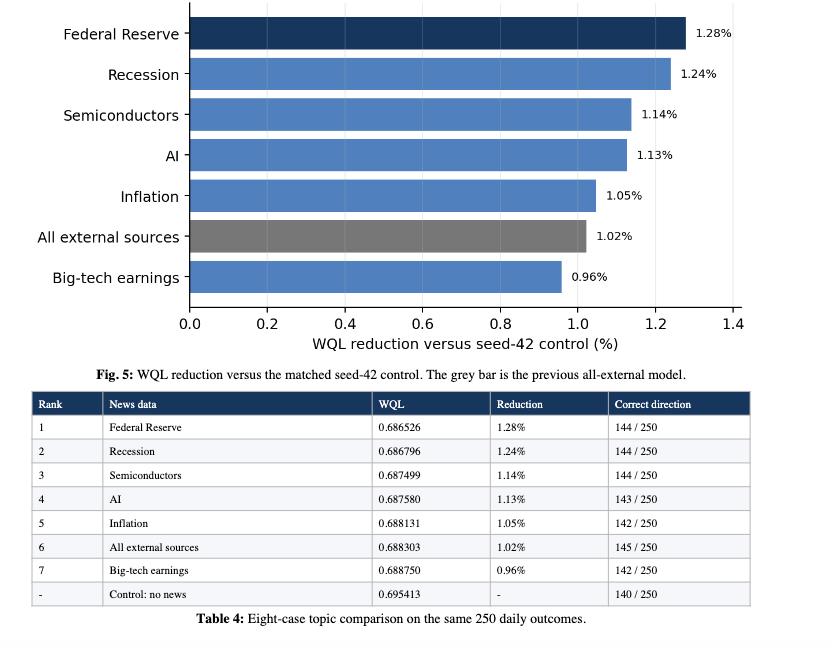 Federal Reserve 1.28%
Recession 1.24%
Semiconductors 1.14%
AI 1.13%
Inflation 1.05%
All external sources 1.02%
Big-tech earnings 0.96%
0.0 0.2 0.4 0.6 0.8 1.0 1.2 1.4
WQL reduction versus seed-42 control (%)
Fig. 5: WQL reduction versus the matched seed-42 control. The grey bar is the previous all-external model.
Rank News data WQL Reduction Correct direction
1 Federal Reserve 0.686526 1.28% 144 / 250
2 Recession 0.686796 1.24% 144 / 250
3 Semiconductors 0.687499 1.14% 144 / 250
4 AI 0.687580 1.13% 143 / 250
5 Inflation 0.688131 1.05% 142 / 250
6 All external sources 0.688303 1.02% 145 / 250
7 Big-tech earnings 0.688750 0.96% 142 / 250
- Control: no news 0.695413 - 140 / 250
Table 4: Eight-case topic comparison on the same 250 daily outcomes.